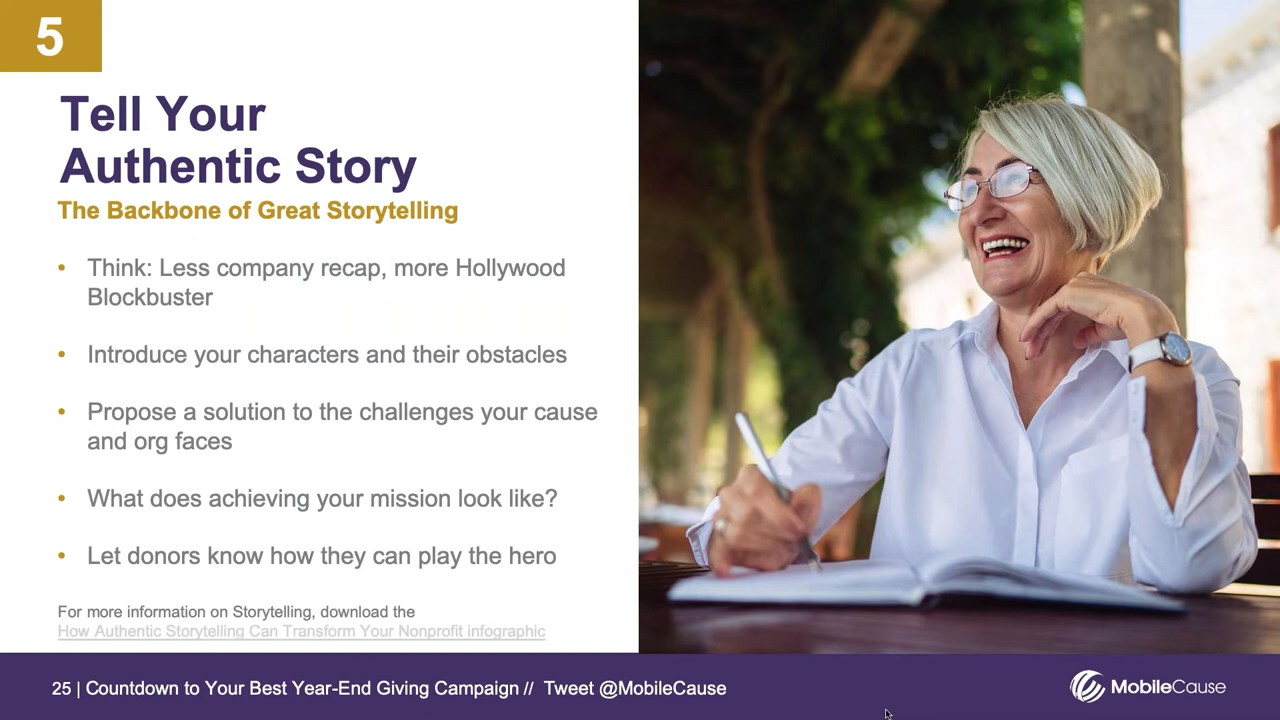 5
Tell Your
Authentic Story
The Backbone of Great Storytelling
• Think: Less company recap, more Hollywood
Blockbuster
• Introduce your characters and their obstacles
• Propose a solution to the challenges your cause
and org faces
• What does achieving your mission look like?
• Let donors know how they can play the hero
For more information on Storytelling, download the
How Authentic Storytelling Can Transform Your Nonprofit infographic
25 | Countdown to Your Best Year-End Giving Campaign // Tweet @MobileCause
MobileCause